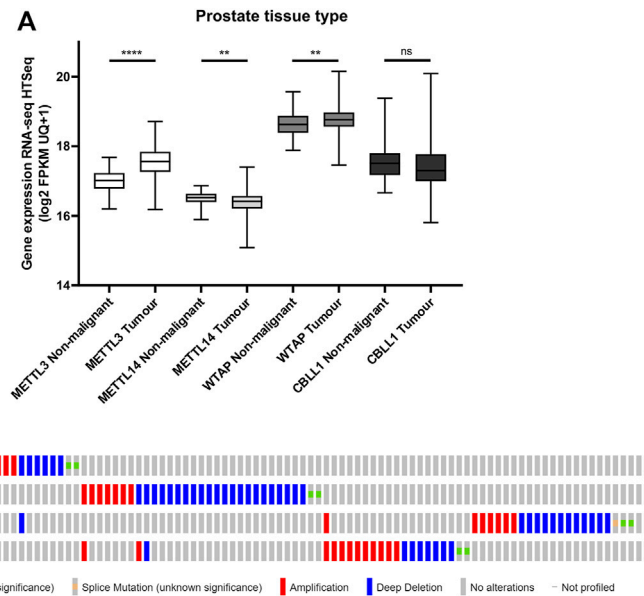 A
Prostate tissue type
Gene expression RNA-seq HTSeq
(log2 FPKM UQ+1)
20
18
16
14
****
**
**
ns
METTL3 Non-malignant
METTL3 Tumour
METTL14 Non-malignant
METTL14 Tumour
WTAP Non-malignant
WTAP Tumour
CBLL1 Non-malignant
CBLL1 Tumour
significance) Splice Mutation (unknown significance) Amplification Deep Deletion No alterations Not profiled